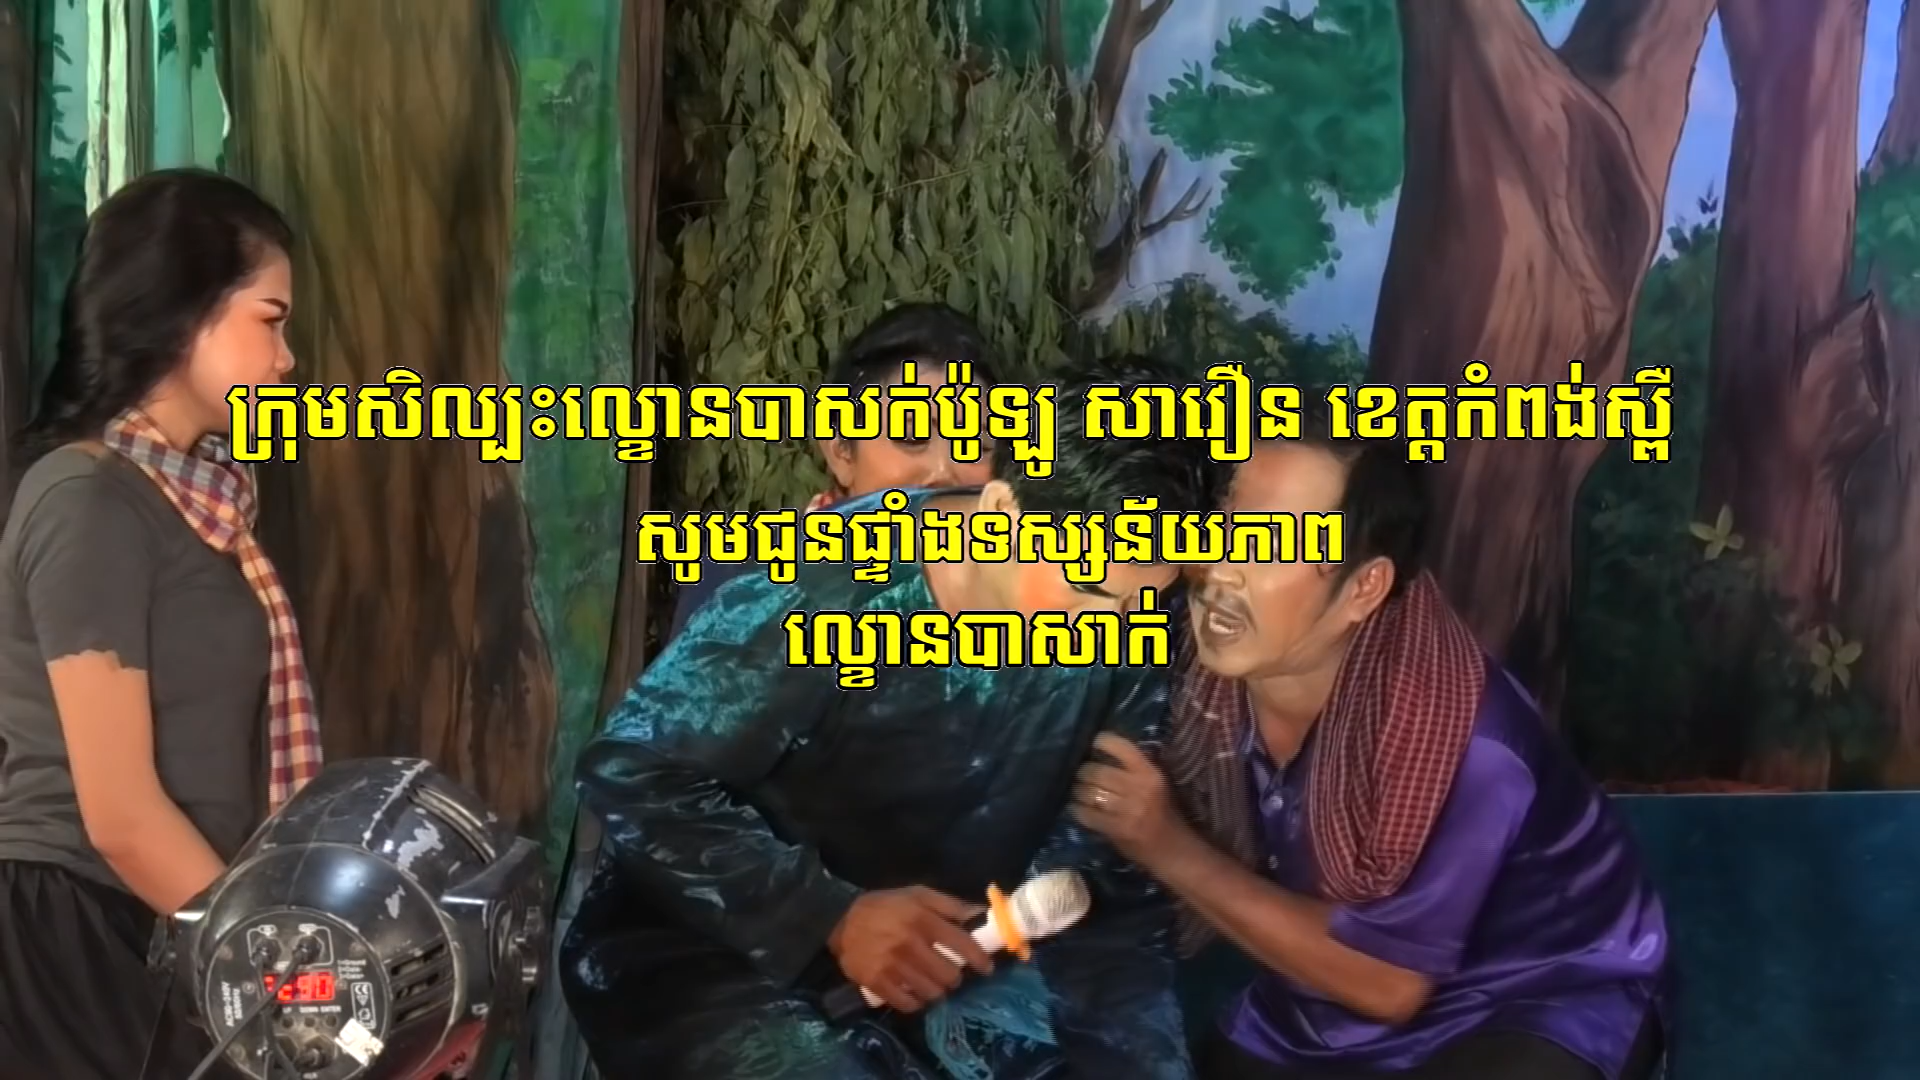 ក្រុមសិល្បះល្ខោនបាសក់ប៉ូឡូ សារឿន ខេត្តកំពង់ស្ពឺ
សូមជូនផ្ទាំងទស្សន័យភាព
ល្ខោនបាសាក់